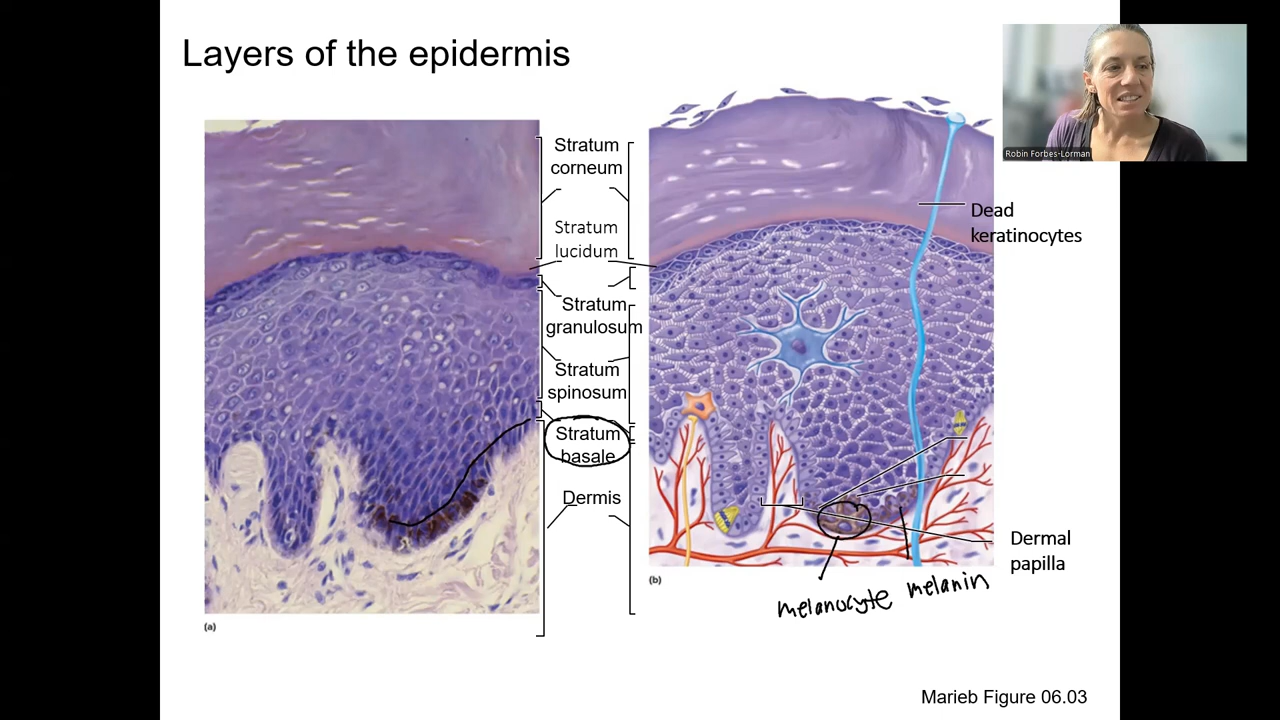 Layers of the epidermis
Robin Forbes-Lorman
Stratum
corneum
Stratum
lucidum
Stratum
granulosum
Stratum
spinosum
Stratum
basale
Dermis
Dead
keratinocytes
Dermal
papilla
melanocyte
melanin
(a)
(b)
Marieb Figure 06.03